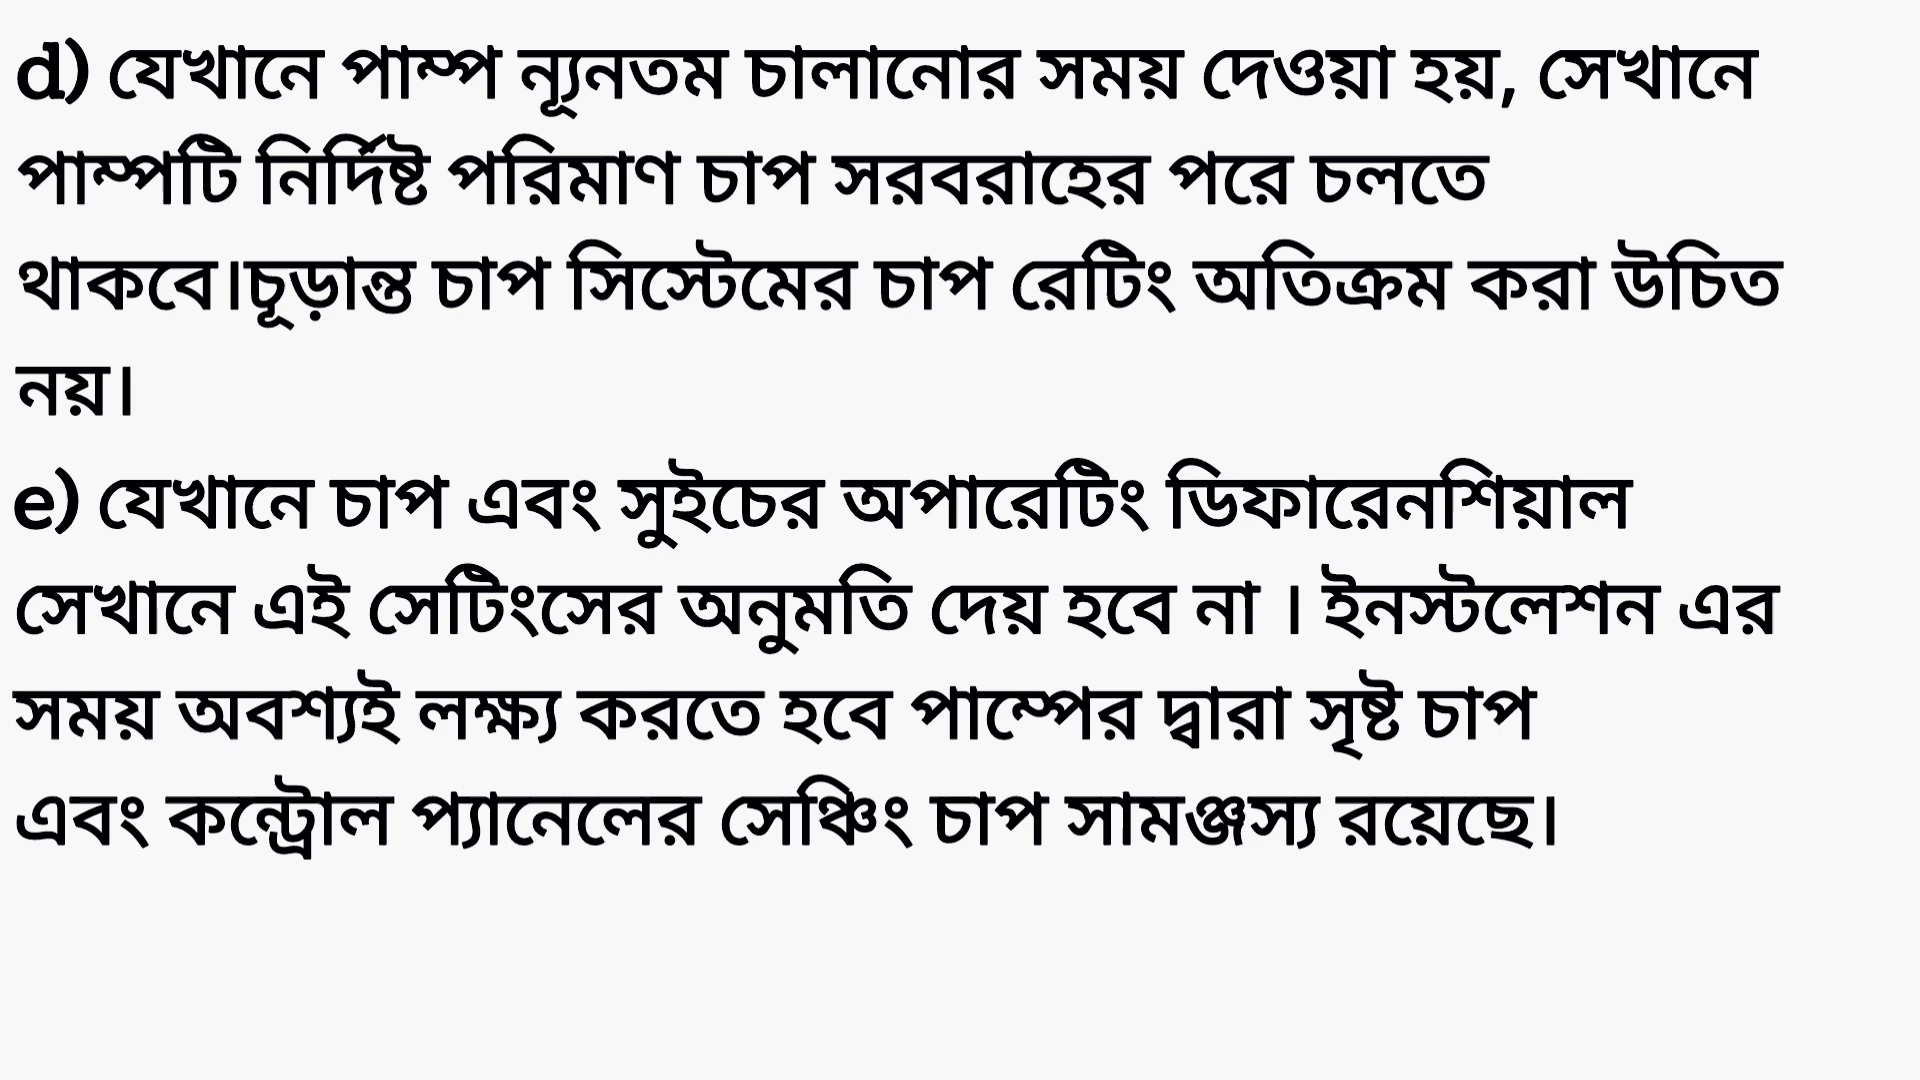 d) যেখানে পাম্প ন্যূনতম চালানোর সময় দেওয়া হয়, সেখানে
পাম্পটি নির্দিষ্ট পরিমাণ চাপ সরবরাহের পরে চলতে
থাকবে।চূড়ান্ত চাপ সিস্টেমের চাপ রেটিং অতিক্রম করা উচিত
নয়।
e) যেখানে চাপ এবং সুইচের অপারেটিং ডিফারেনশিয়াল
সেখানে এই সেটিংসের অনুমতি দেয় হবে না । ইনস্টলেশন এর
সময় অবশ্যই লক্ষ্য করতে হবে পাম্পের দ্বারা সৃষ্ট চাপ
এবং কন্ট্রোল প্যানেলের সেঞ্চিং চাপ সামঞ্জস্য রয়েছে।